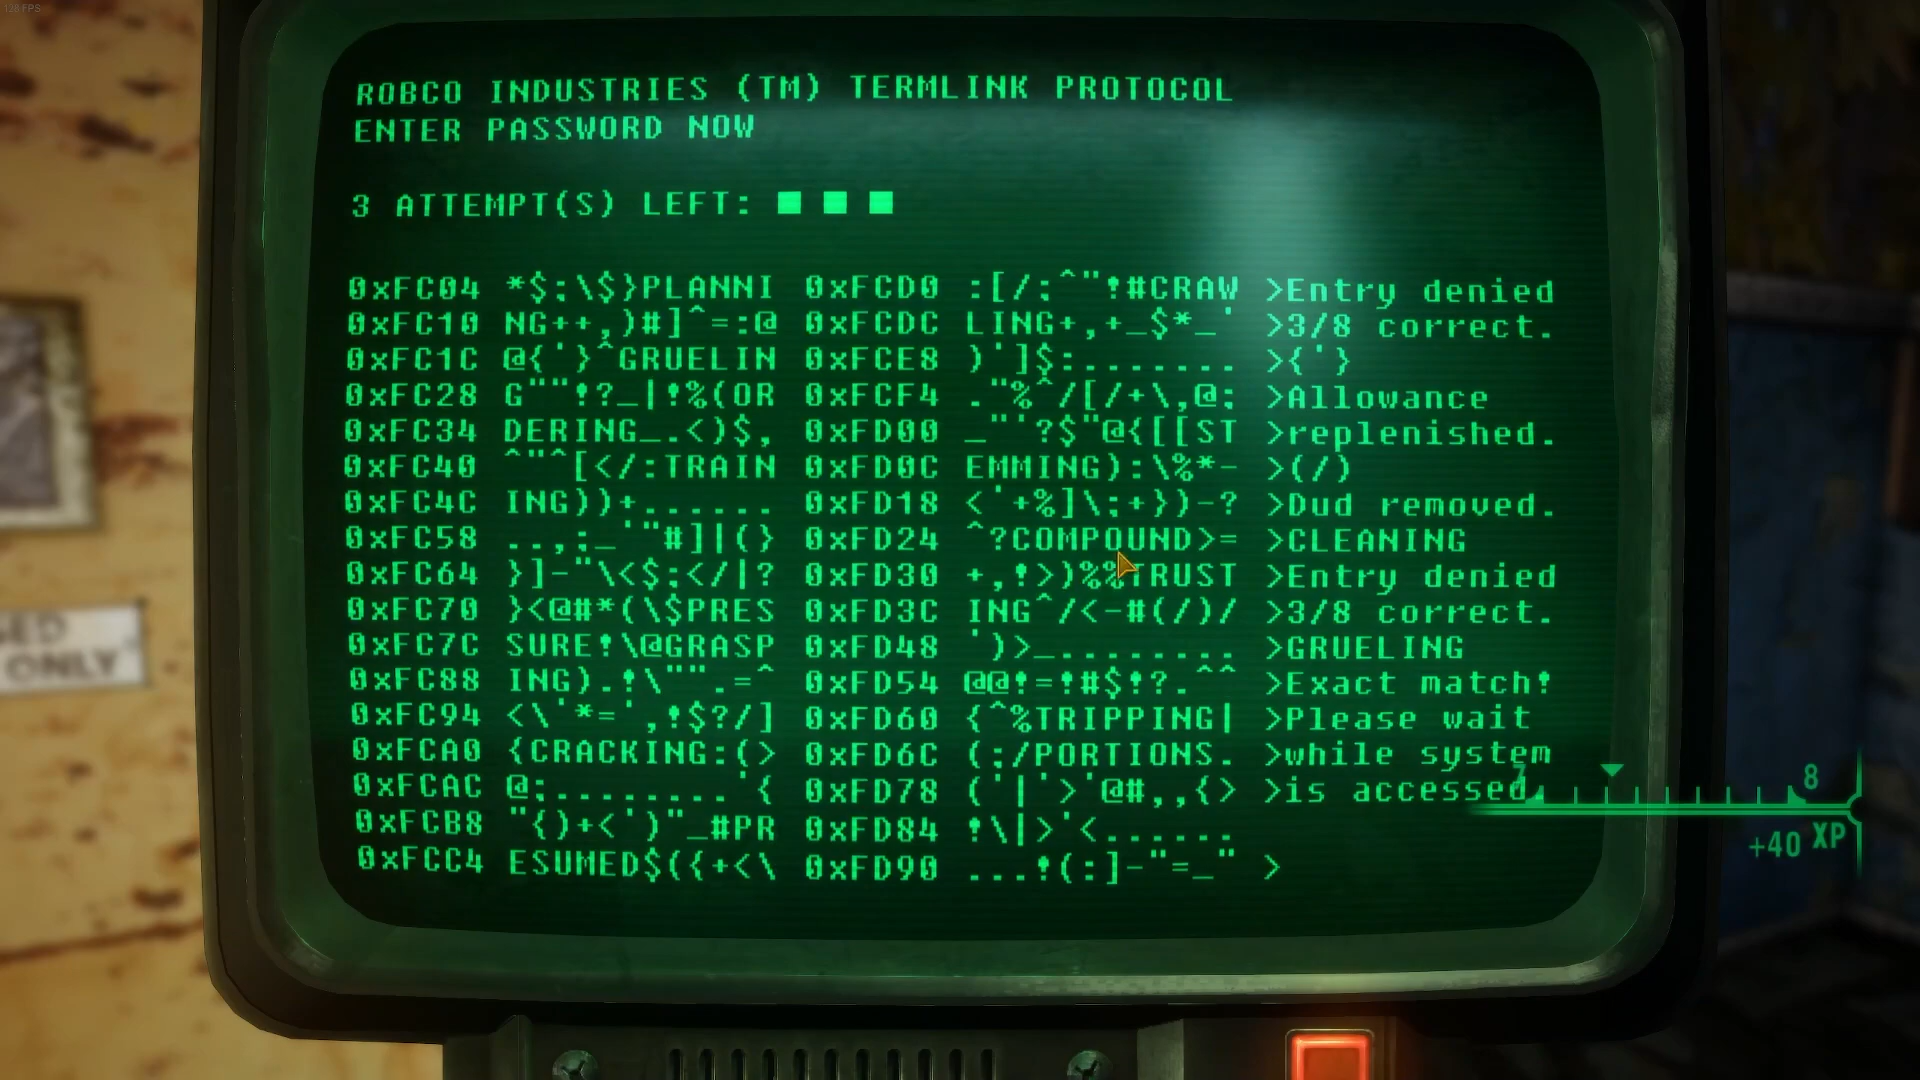 128 FPS
ROBCO INDUSTRIES (TM) TERMLINK PROTOCOL
ENTER PASSWORD NOW
3 ATTEMPT(S) LEFT: ■ ■ ■
0xFC04 *$;\$}PLANNI 0xFCD0 :[/;^"!#CRAW >Entry denied
0xFC10 NG++,)#]^=:@ 0xFCDC LING+,+_$*_' >3/8 correct.
0xFC1C @{'}^GRUELIN 0xFCE8 )']$:....... >{'}
0xFC28 G""!?_|!%(OR 0xFCF4 ."%^/[/+\,@; >Allowance
0xFC34 DERING_.<)$, 0xFD00 _"'?$"@{[[ST >replenished.
0xFC40 ^"^[</:TRAIN 0xFD0C EMMING):\%*- >(/)
0xFC4C ING))+...... 0xFD18 <'+%]\;+})-? >Dud removed.
0xFC58 ..,;_'"#]|(} 0xFD24 ^?COMPOUND>= >CLEANING
0xFC64 }]-"\<$;</|? 0xFD30 +,!>)%%TRUST >Entry denied
0xFC70 }<@#*(\$PRES 0xFD3C ING^/<-#(/)/ >3/8 correct.
0xFC7C SURE!\@GRASP 0xFD48 ')>_........ >GRUELING
0xFC88 ING).!\"".=^ 0xFD54 @@!=!#$!?.^^ >Exact match!
0xFC94 <\'*=',!$?/] 0xFD60 {^%TRIPPING| >Please wait
0xFCA0 {CRACKING:(> 0xFD6C (;/PORTIONS. >while system
0xFCAC @;........'{ 0xFD78 ('|'>'@#,,{> >is accessed.
0xFCB8 "{)+<')"_#PR 0xFD84 !\|>'<......
0xFCC4 ESUMED$({+<\ 0xFD90 ...!(:]-"=_" >
7 8
+40 XP
ONLY